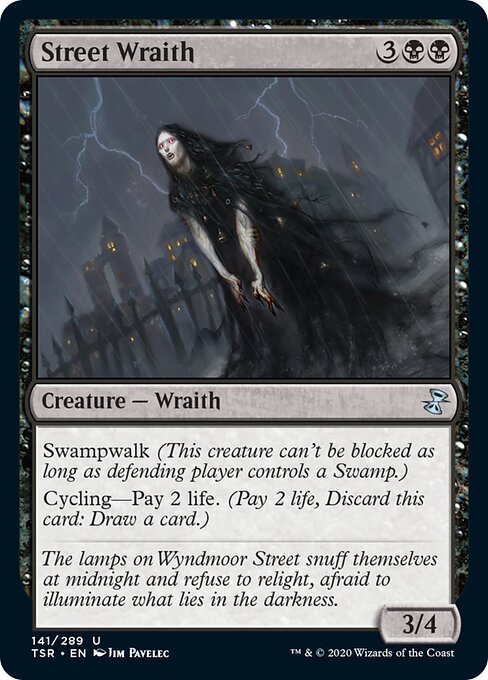 Street Wraith 3
Creature — Wraith
Swampwalk (This creature can't be blocked as
long as defending player controls a Swamp.)
Cycling—Pay 2 life. (Pay 2 life, Discard this
card: Draw a card.)
The lamps on Wyndmoor Street snuff themselves
at midnight and refuse to relight, afraid to
illuminate what lies in the darkness.
3/4
141/289 U
TSR • EN Jim Pavelec
™ & © 2020 Wizards of the Coast